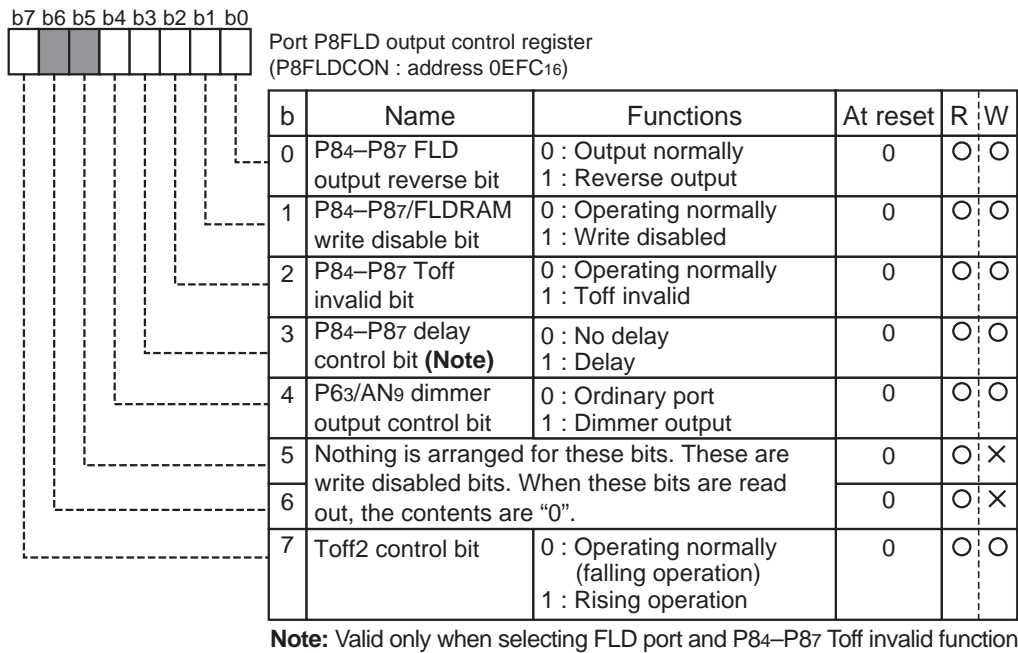 b7 b6 b5 b4 b3 b2 b1 b0
Port P8FLD output control register
(P8FLDCON : address 0EFC16)
b Name Functions At reset R W
0 P84–P87 FLD 0 : Output normally 0 O O
output reverse bit 1 : Reverse output
1 P84–P87/FLDRAM 0 : Operating normally 0 O O
write disable bit 1 : Write disabled
2 P84–P87 Toff 0 : Operating normally 0 O O
invalid bit 1 : Toff invalid
3 P84–P87 delay 0 : No delay 0 O O
control bit (Note) 1 : Delay
4 P63/AN9 dimmer 0 : Ordinary port 0 O O
output control bit 1 : Dimmer output
5 Nothing is arranged for these bits. These are 0 O ×
write disabled bits. When these bits are read
6 out, the contents are “0”. 0 O ×
7 Toff2 control bit 0 : Operating normally 0 O O
(falling operation)
1 : Rising operation
Note: Valid only when selecting FLD port and P84–P87 Toff invalid function